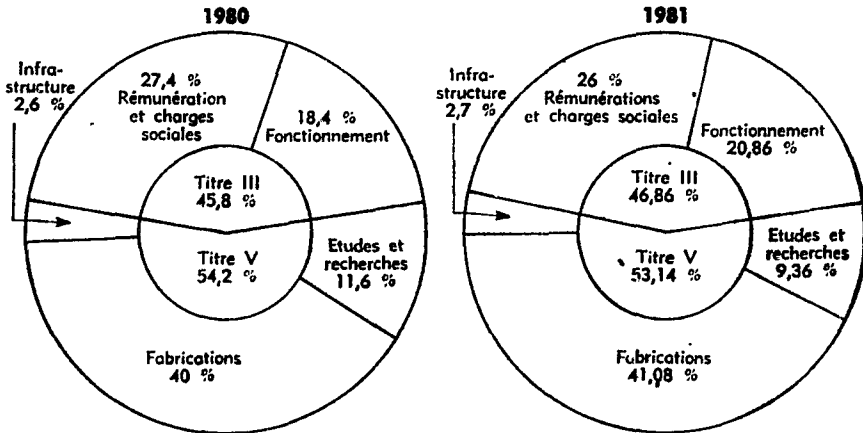 1980
Infra-
structure
2,6 %
27,4 %
Rémunération
et charges
sociales
18,4 %
Fonctionnement
Titre III
45,8 %
Titre V
54,2 %
Etudes et
recherches
11,6 %
Fabrications
40 %
1981
Infra-
structure
2,7 %
26 %
Rémunérations
et charges sociales
Fonctionnement
20,86 %
Titre III
46,86 %
Titre V
53,14 %
Etudes et
recherches
9,36 %
Fabrications
41,08 %